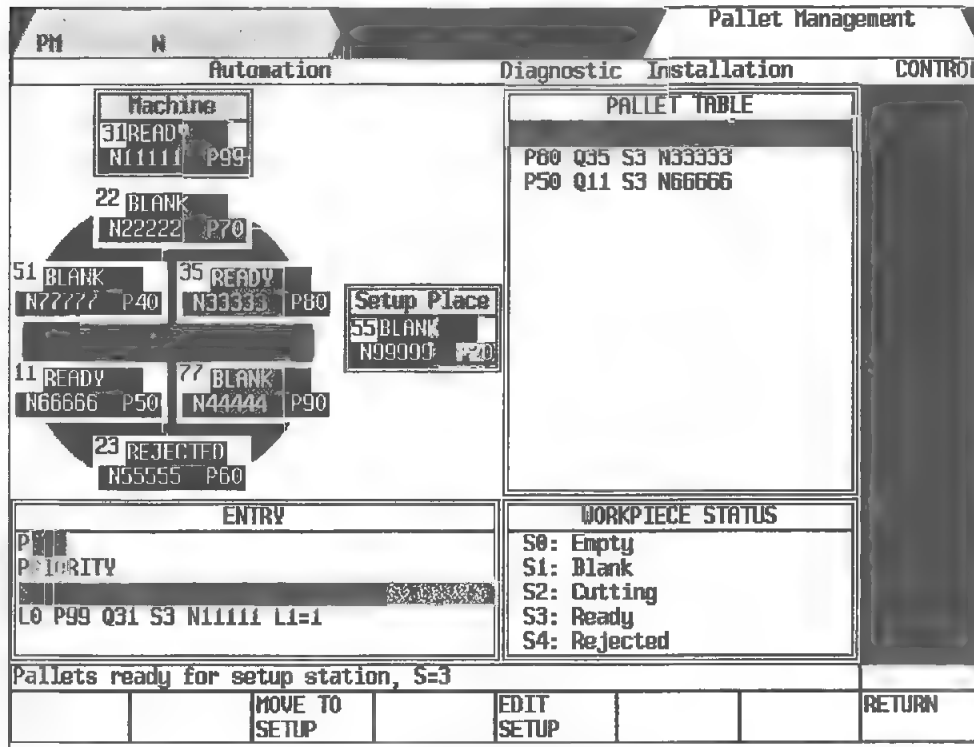 Pallet Management
PM N
Automation Diagnostic Installation CONTROL
Machine
31 READY
N11111 P99
22 BLANK
N22222 P70
51 BLANK
N77777 P40
35 READY
N33333 P80
Setup Place
55 BLANK
N99999 P20
11 READY
N66666 P50
77 BLANK
N44444 P90
23 REJECTED
N55555 P60
PALLET TABLE
P80 Q35 S3 N33333
P50 Q11 S3 N66666
ENTRY
P
PRIORITY
L0 P99 Q31 S3 N11111 L1=1
WORKPIECE STATUS
S0: Empty
S1: Blank
S2: Cutting
S3: Ready
S4: Rejected
Pallets ready for setup station, S=3
MOVE TO
SETUP
EDIT
SETUP
RETURN